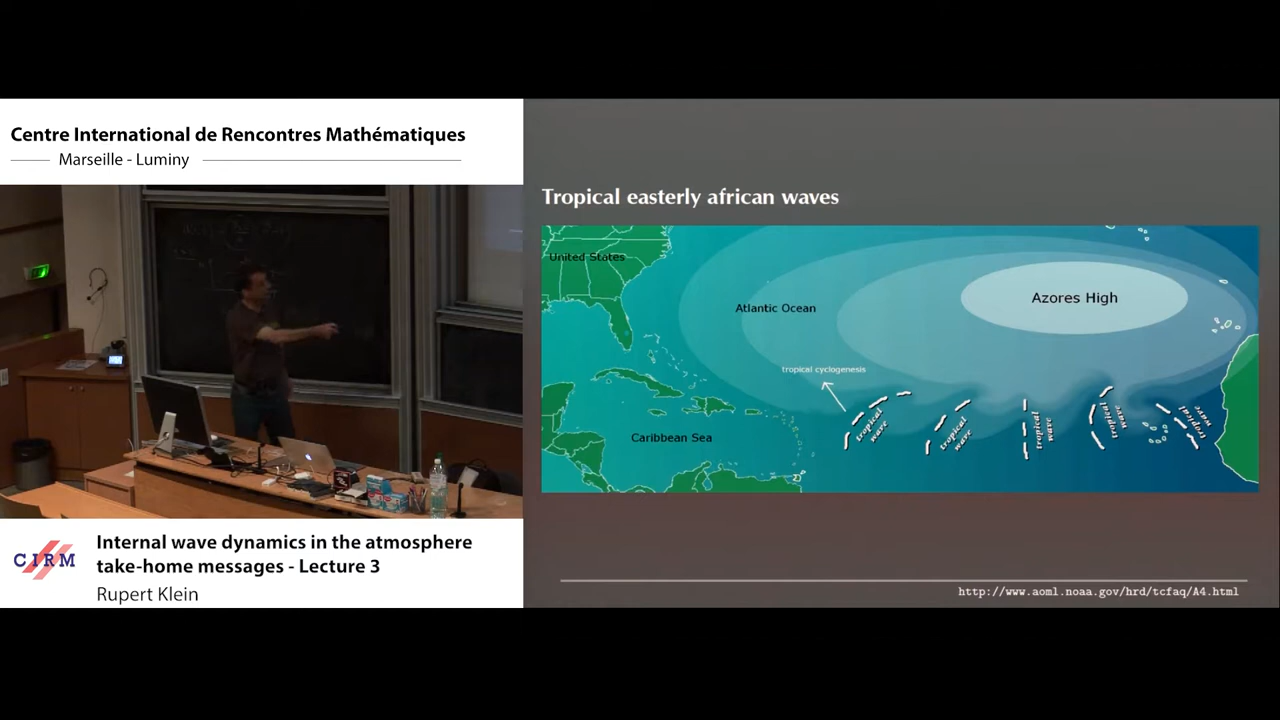 Centre International de Rencontres Mathématiques
Marseille - Luminy
CIRM
Internal wave dynamics in the atmosphere
take-home messages - Lecture 3
Rupert Klein
Tropical easterly african waves
United States
Azores High
Atlantic Ocean
tropical cyclogenesis
Caribbean Sea
tropical
wave
tropical
wave
tropical
wave
tropical
wave
tropical
wave
http://www.aoml.noaa.gov/hrd/tcfaq/A4.html